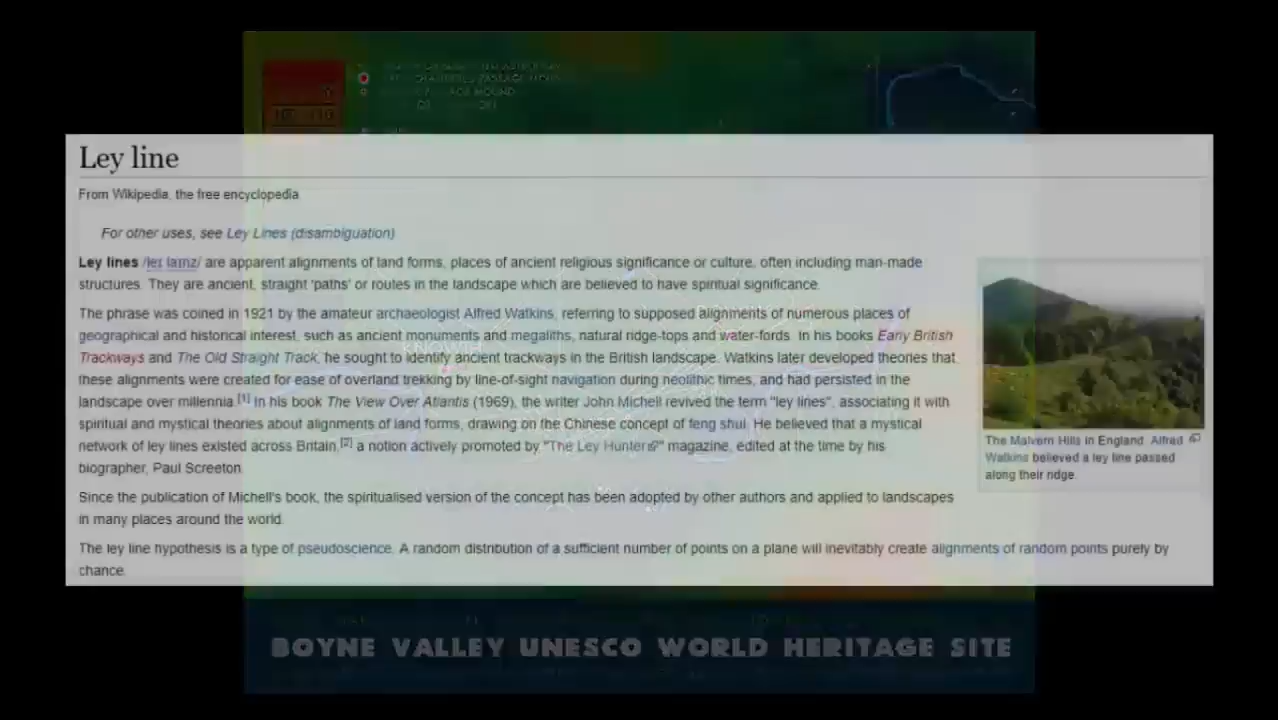 Ley line
From Wikipedia, the free encyclopedia
For other uses, see Ley Lines (disambiguation)
Ley lines /leɪ laɪnz/ are apparent alignments of land forms, places of ancient religious significance or culture, often including man-made
structures. They are ancient, straight 'paths' or routes in the landscape which are believed to have spiritual significance.
The phrase was coined in 1921 by the amateur archaeologist Alfred Watkins, referring to supposed alignments of numerous places of
geographical and historical interest, such as ancient monuments and megaliths, natural ridge-tops and water-fords. In his books Early British
Trackways and The Old Straight Track, he sought to identify ancient trackways in the British landscape. Watkins later developed theories that
these alignments were created for ease of overland trekking by line-of-sight navigation during neolithic times, and had persisted in the
landscape over millennia.[1] In his book The View Over Atlantis (1969), the writer John Michell revived the term "ley lines", associating it with
spiritual and mystical theories about alignments of land forms, drawing on the Chinese concept of feng shui. He believed that a mystical
network of ley lines existed across Britain,[2] a notion actively promoted by "The Ley Hunter" magazine, edited at the time by his
biographer, Paul Screeton.
Since the publication of Michell's book, the spiritualised version of the concept has been adopted by other authors and applied to landscapes
in many places around the world.
The ley line hypothesis is a type of pseudoscience. A random distribution of a sufficient number of points on a plane will inevitably create alignments of random points purely by
chance.
The Malvern Hills in England. Alfred
Watkins believed a ley line passed
along their ridge.
BOYNE VALLEY UNESCO WORLD HERITAGE SITE